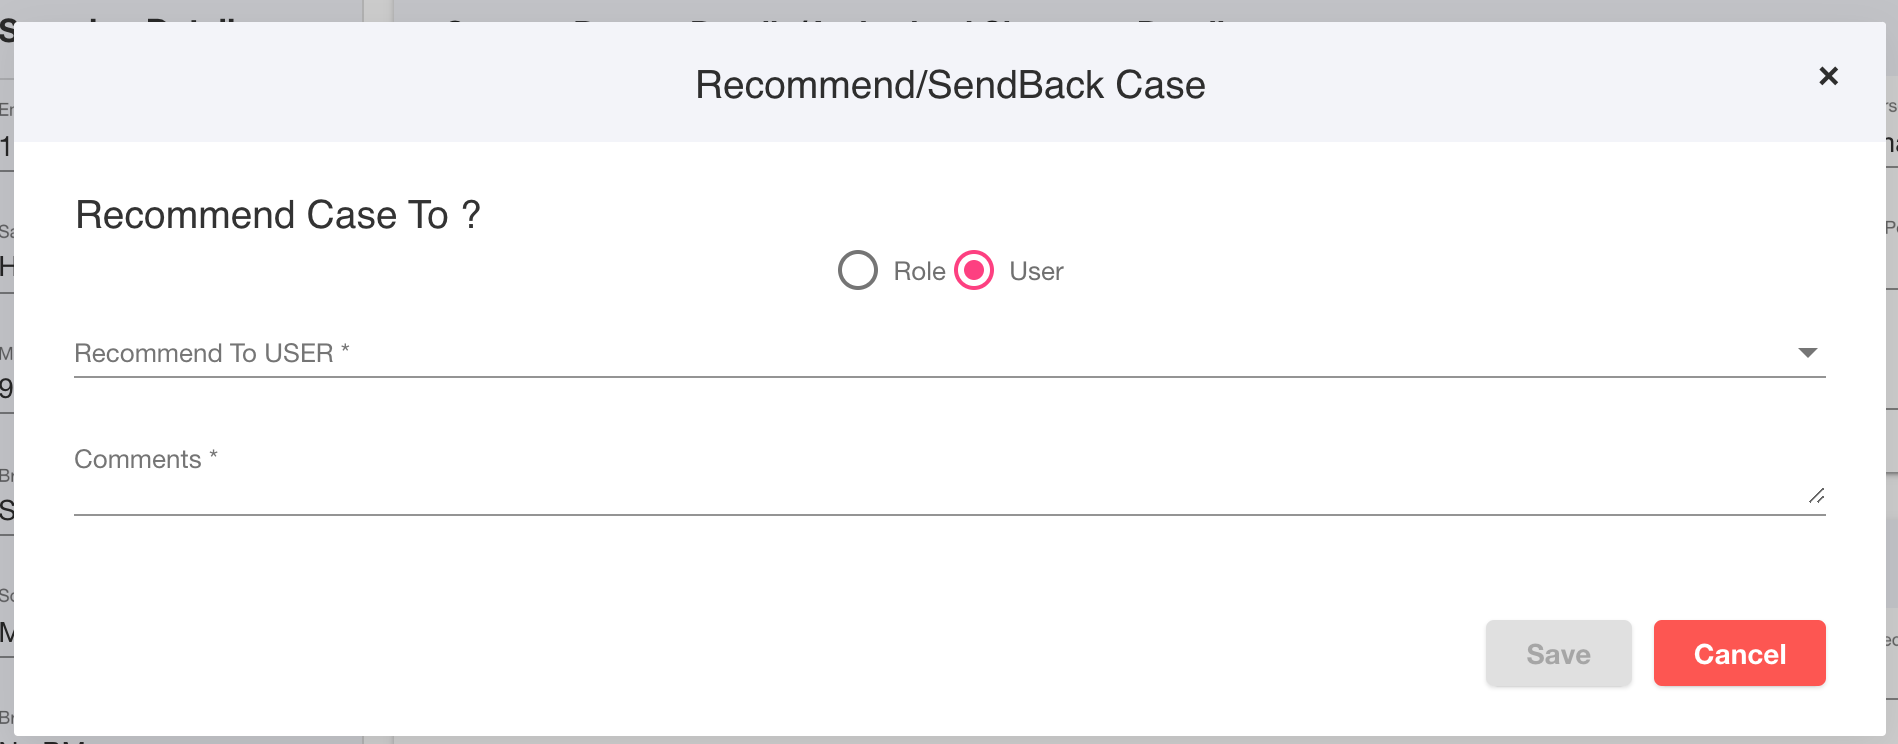 Recommend/SendBack Case
×
Recommend Case To ?
Role User
Recommend To USER *
Comments *
Save Cancel